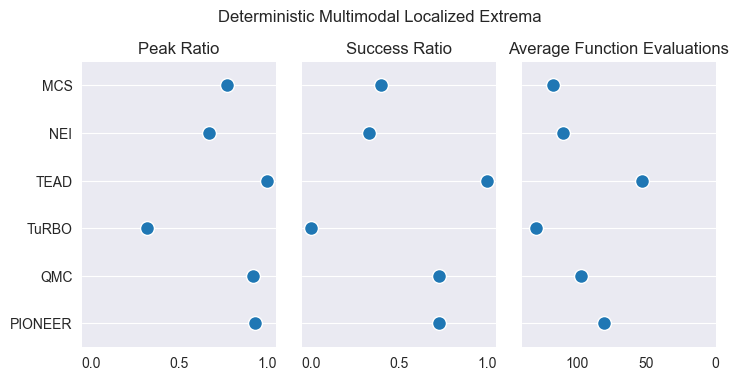 Deterministic Multimodal Localized Extrema
Peak Ratio
Success Ratio
Average Function Evaluations
MCS
NEI
TEAD
TuRBO
QMC
PIONEER
0.0 0.5 1.0
0.0 0.5 1.0
100 50 0